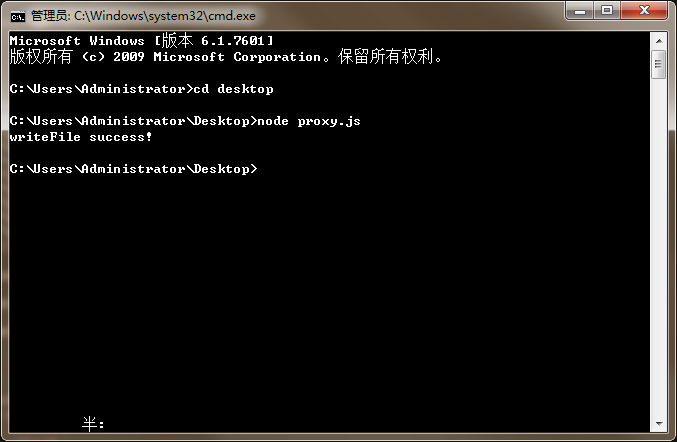 管理员: C:\Windows\system32\cmd.exe
Microsoft Windows [版本 6.1.7601]
版权所有 (c) 2009 Microsoft Corporation。保留所有权利。
C:\Users\Administrator>cd desktop
C:\Users\Administrator\Desktop>node proxy.js
writeFile success!
C:\Users\Administrator\Desktop>
半: